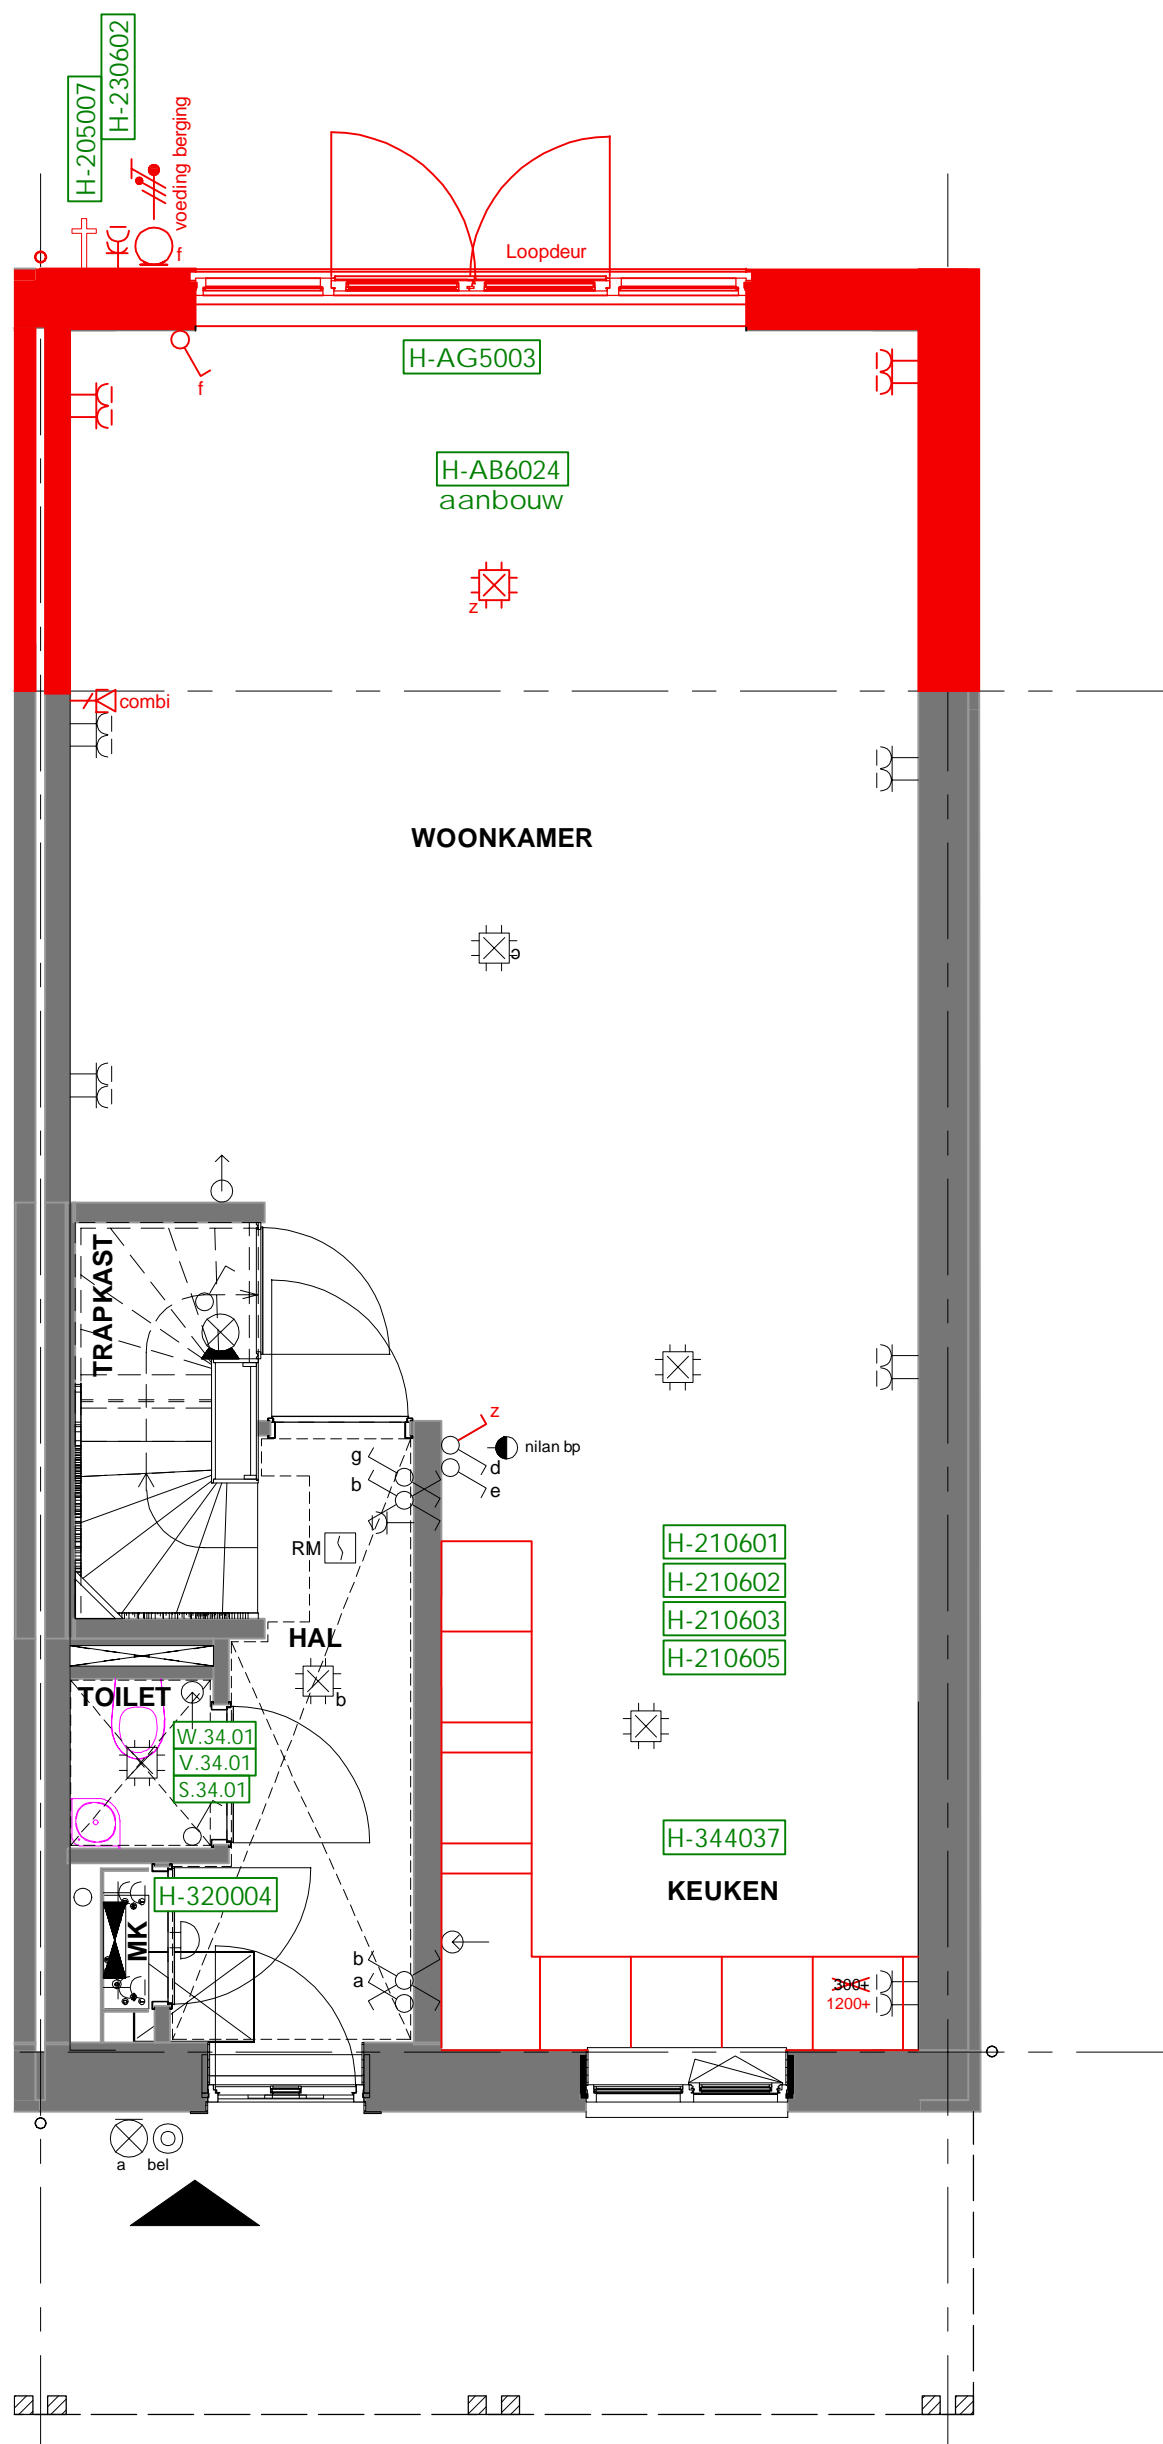 H-205007
H-230602
voeding berging
f
Loopdeur
f
H-AG5003
H-AB6024
aanbouw
z
combi
WOONKAMER
c
TRAPKAST
z
nilan bp
g
d
b
e
RM
H-210601
H-210602
H-210603
H-210605
HAL
b
TOILET
W.34.01
V.34.01
S.34.01
H-344037
KEUKEN
H-320004
MK
b
a
300+
1200+
a
bel